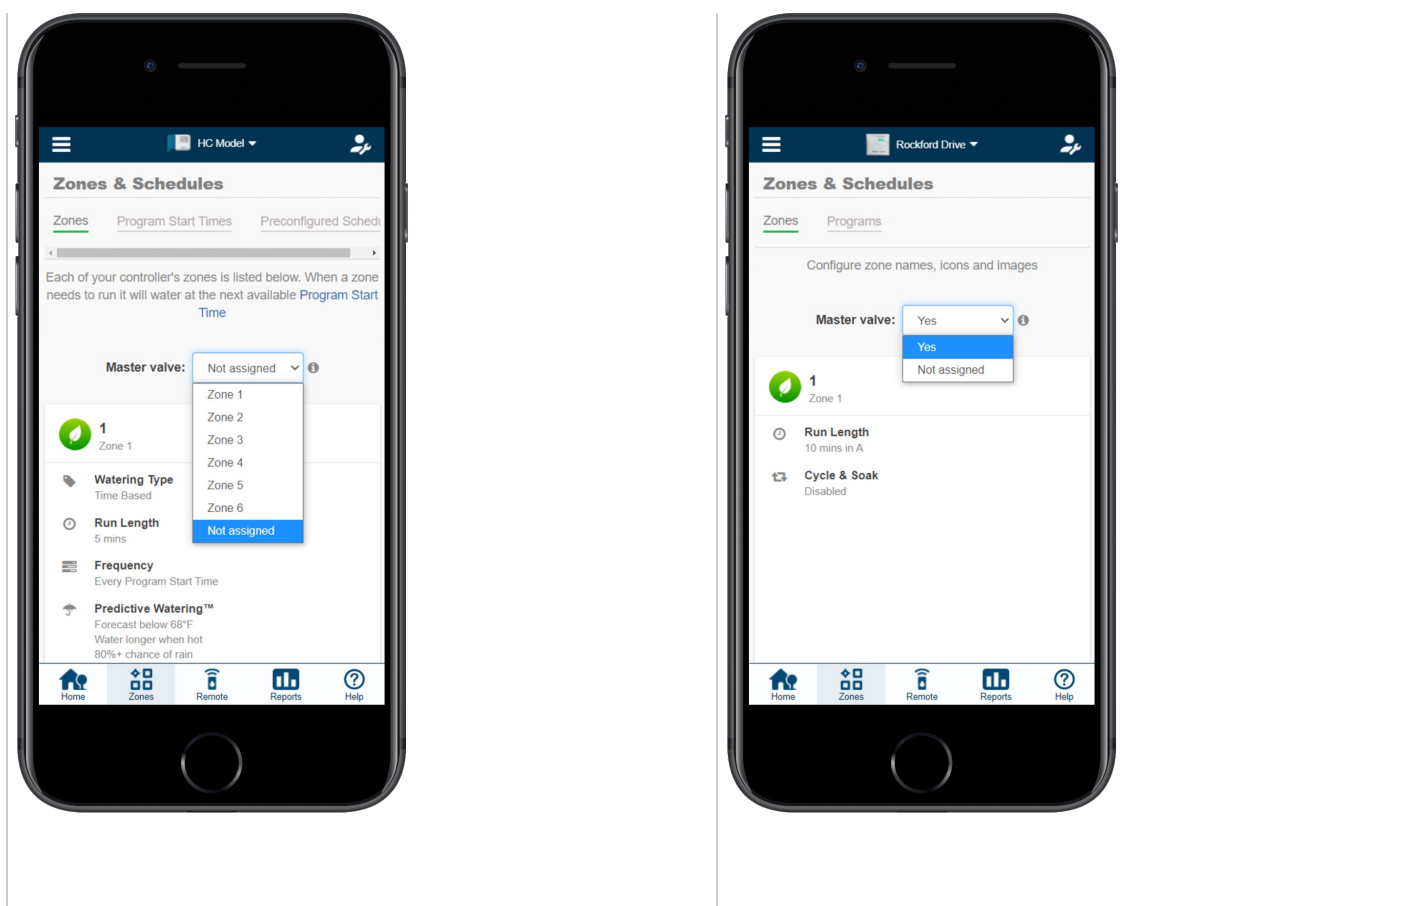 HC Model
Zones & Schedules
Zones
Program Start Times
Preconfigured Schedu
Each of your controller's zones is listed below. When a zone
needs to run it will water at the next available Program Start
Time
Master valve:
Not assigned
Zone 1
Zone 2
Zone 3
Zone 4
Zone 5
Zone 6
Not assigned
1
Zone 1
Watering Type
Time Based
Run Length
5 mins
Frequency
Every Program Start Time
Predictive Watering™
Forecast below 68°F
Water longer when hot
80%+ chance of rain
Home
Zones
Remote
Reports
Help
Rockford Drive
Zones & Schedules
Zones
Programs
Configure zone names, icons and images
Master valve:
Yes
Yes
Not assigned
1
Zone 1
Run Length
10 mins in A
Cycle & Soak
Disabled
Home
Zones
Remote
Reports
Help